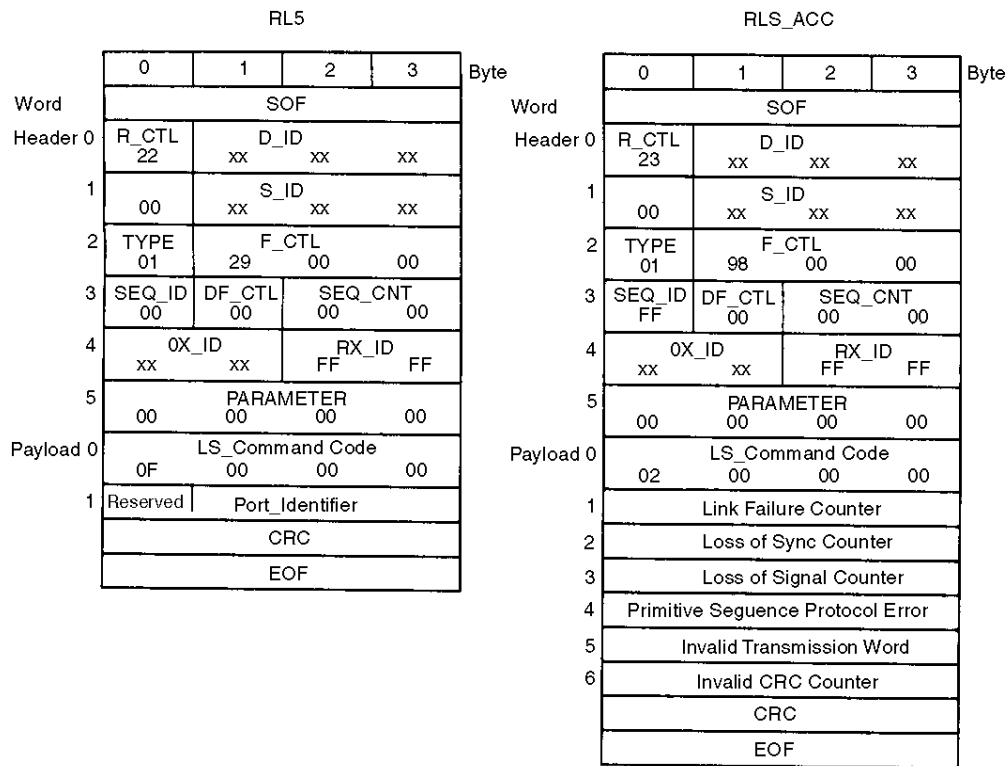 RL5
0 1 2 3 Byte
Word SOF
Header 0 R_CTL D_ID
22 xx xx xx
1 S_ID
00 xx xx xx
2 TYPE F_CTL
01 29 00 00
3 SEQ_ID DF_CTL SEQ_CNT
00 00 00 00
4 0X_ID RX_ID
xx xx FF FF
5 PARAMETER
00 00 00 00
Payload 0 LS_Command Code
0F 00 00 00
1 Reserved Port_Identifier
CRC
EOF
RLS_ACC
0 1 2 3 Byte
Word SOF
Header 0 R_CTL D_ID
23 xx xx xx
1 S_ID
00 xx xx xx
2 TYPE F_CTL
01 98 00 00
3 SEQ_ID DF_CTL SEQ_CNT
FF 00 00 00
4 0X_ID RX_ID
xx xx FF FF
5 PARAMETER
00 00 00 00
Payload 0 LS_Command Code
02 00 00 00
1 Link Failure Counter
2 Loss of Sync Counter
3 Loss of Signal Counter
4 Primitive Seguence Protocol Error
5 Invalid Transmission Word
6 Invalid CRC Counter
CRC
EOF